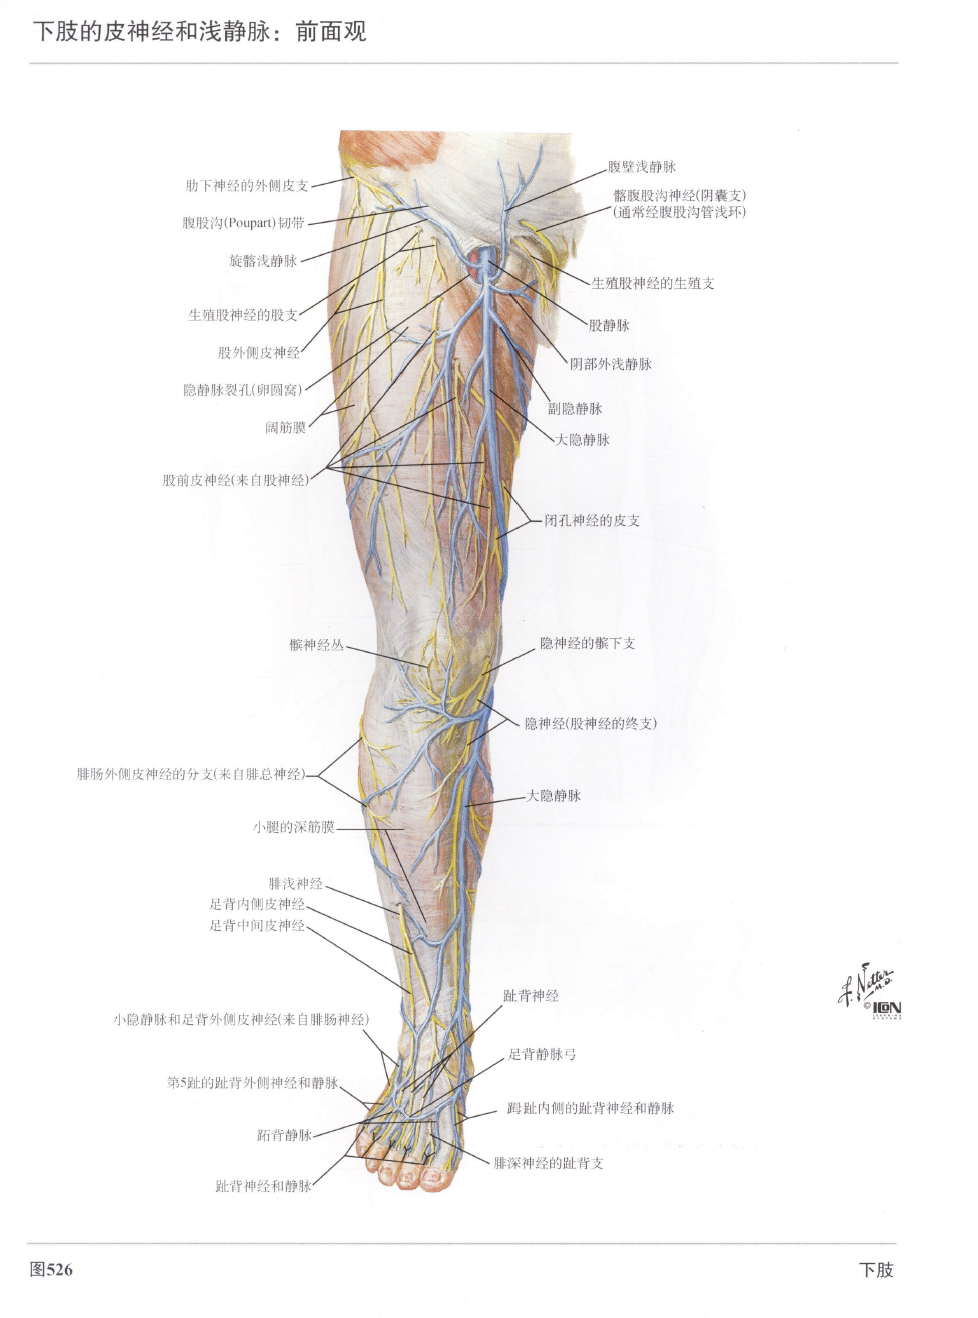 下肢的皮神经和浅静脉：前面观
肋下神经的外侧皮支
腹股沟(Poupart)韧带
旋髂浅静脉
生殖股神经的股支
股外侧皮神经
隐静脉裂孔(卵圆窝)
阔筋膜
股前皮神经(来自股神经)
髌神经丛
腓肠外侧皮神经的分支(来自腓总神经)
小腿的深筋膜
腓浅神经
足背内侧皮神经
足背中间皮神经
小隐静脉和足背外侧皮神经(来自腓肠神经)
第5趾的趾背外侧神经和静脉
跖背静脉
趾背神经和静脉
腹壁浅静脉
髂腹股沟神经(阴囊支)
(通常经腹股沟管浅环)
生殖股神经的生殖支
股静脉
阴部外浅静脉
副隐静脉
大隐静脉
闭孔神经的皮支
隐神经的髌下支
隐神经(股神经的终支)
大隐静脉
趾背神经
足背静脉弓
踇趾内侧的趾背神经和静脉
腓深神经的趾背支
F. Netter
M.D.
© ICON
图526
下肢